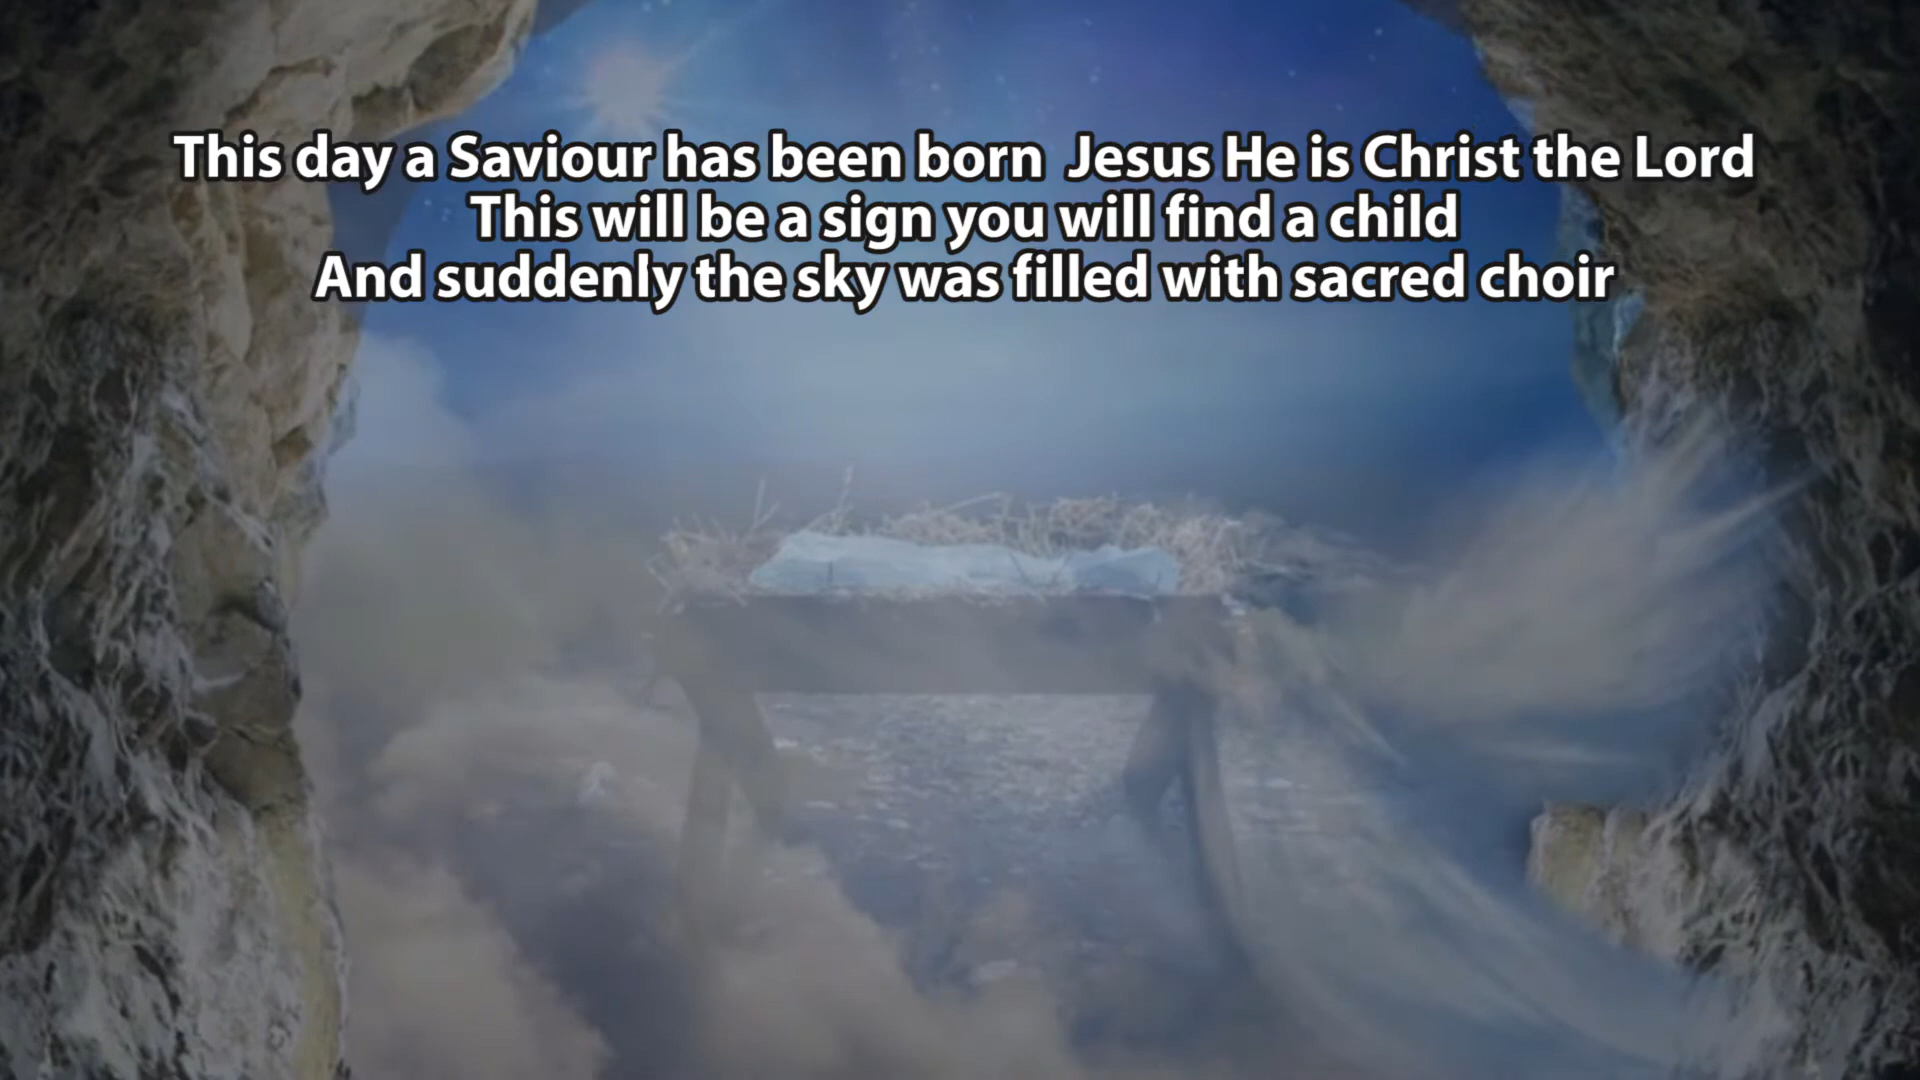 This day a Saviour has been born  Jesus He is Christ the Lord
This will be a sign you will find a child
And suddenly the sky was filled with sacred choir